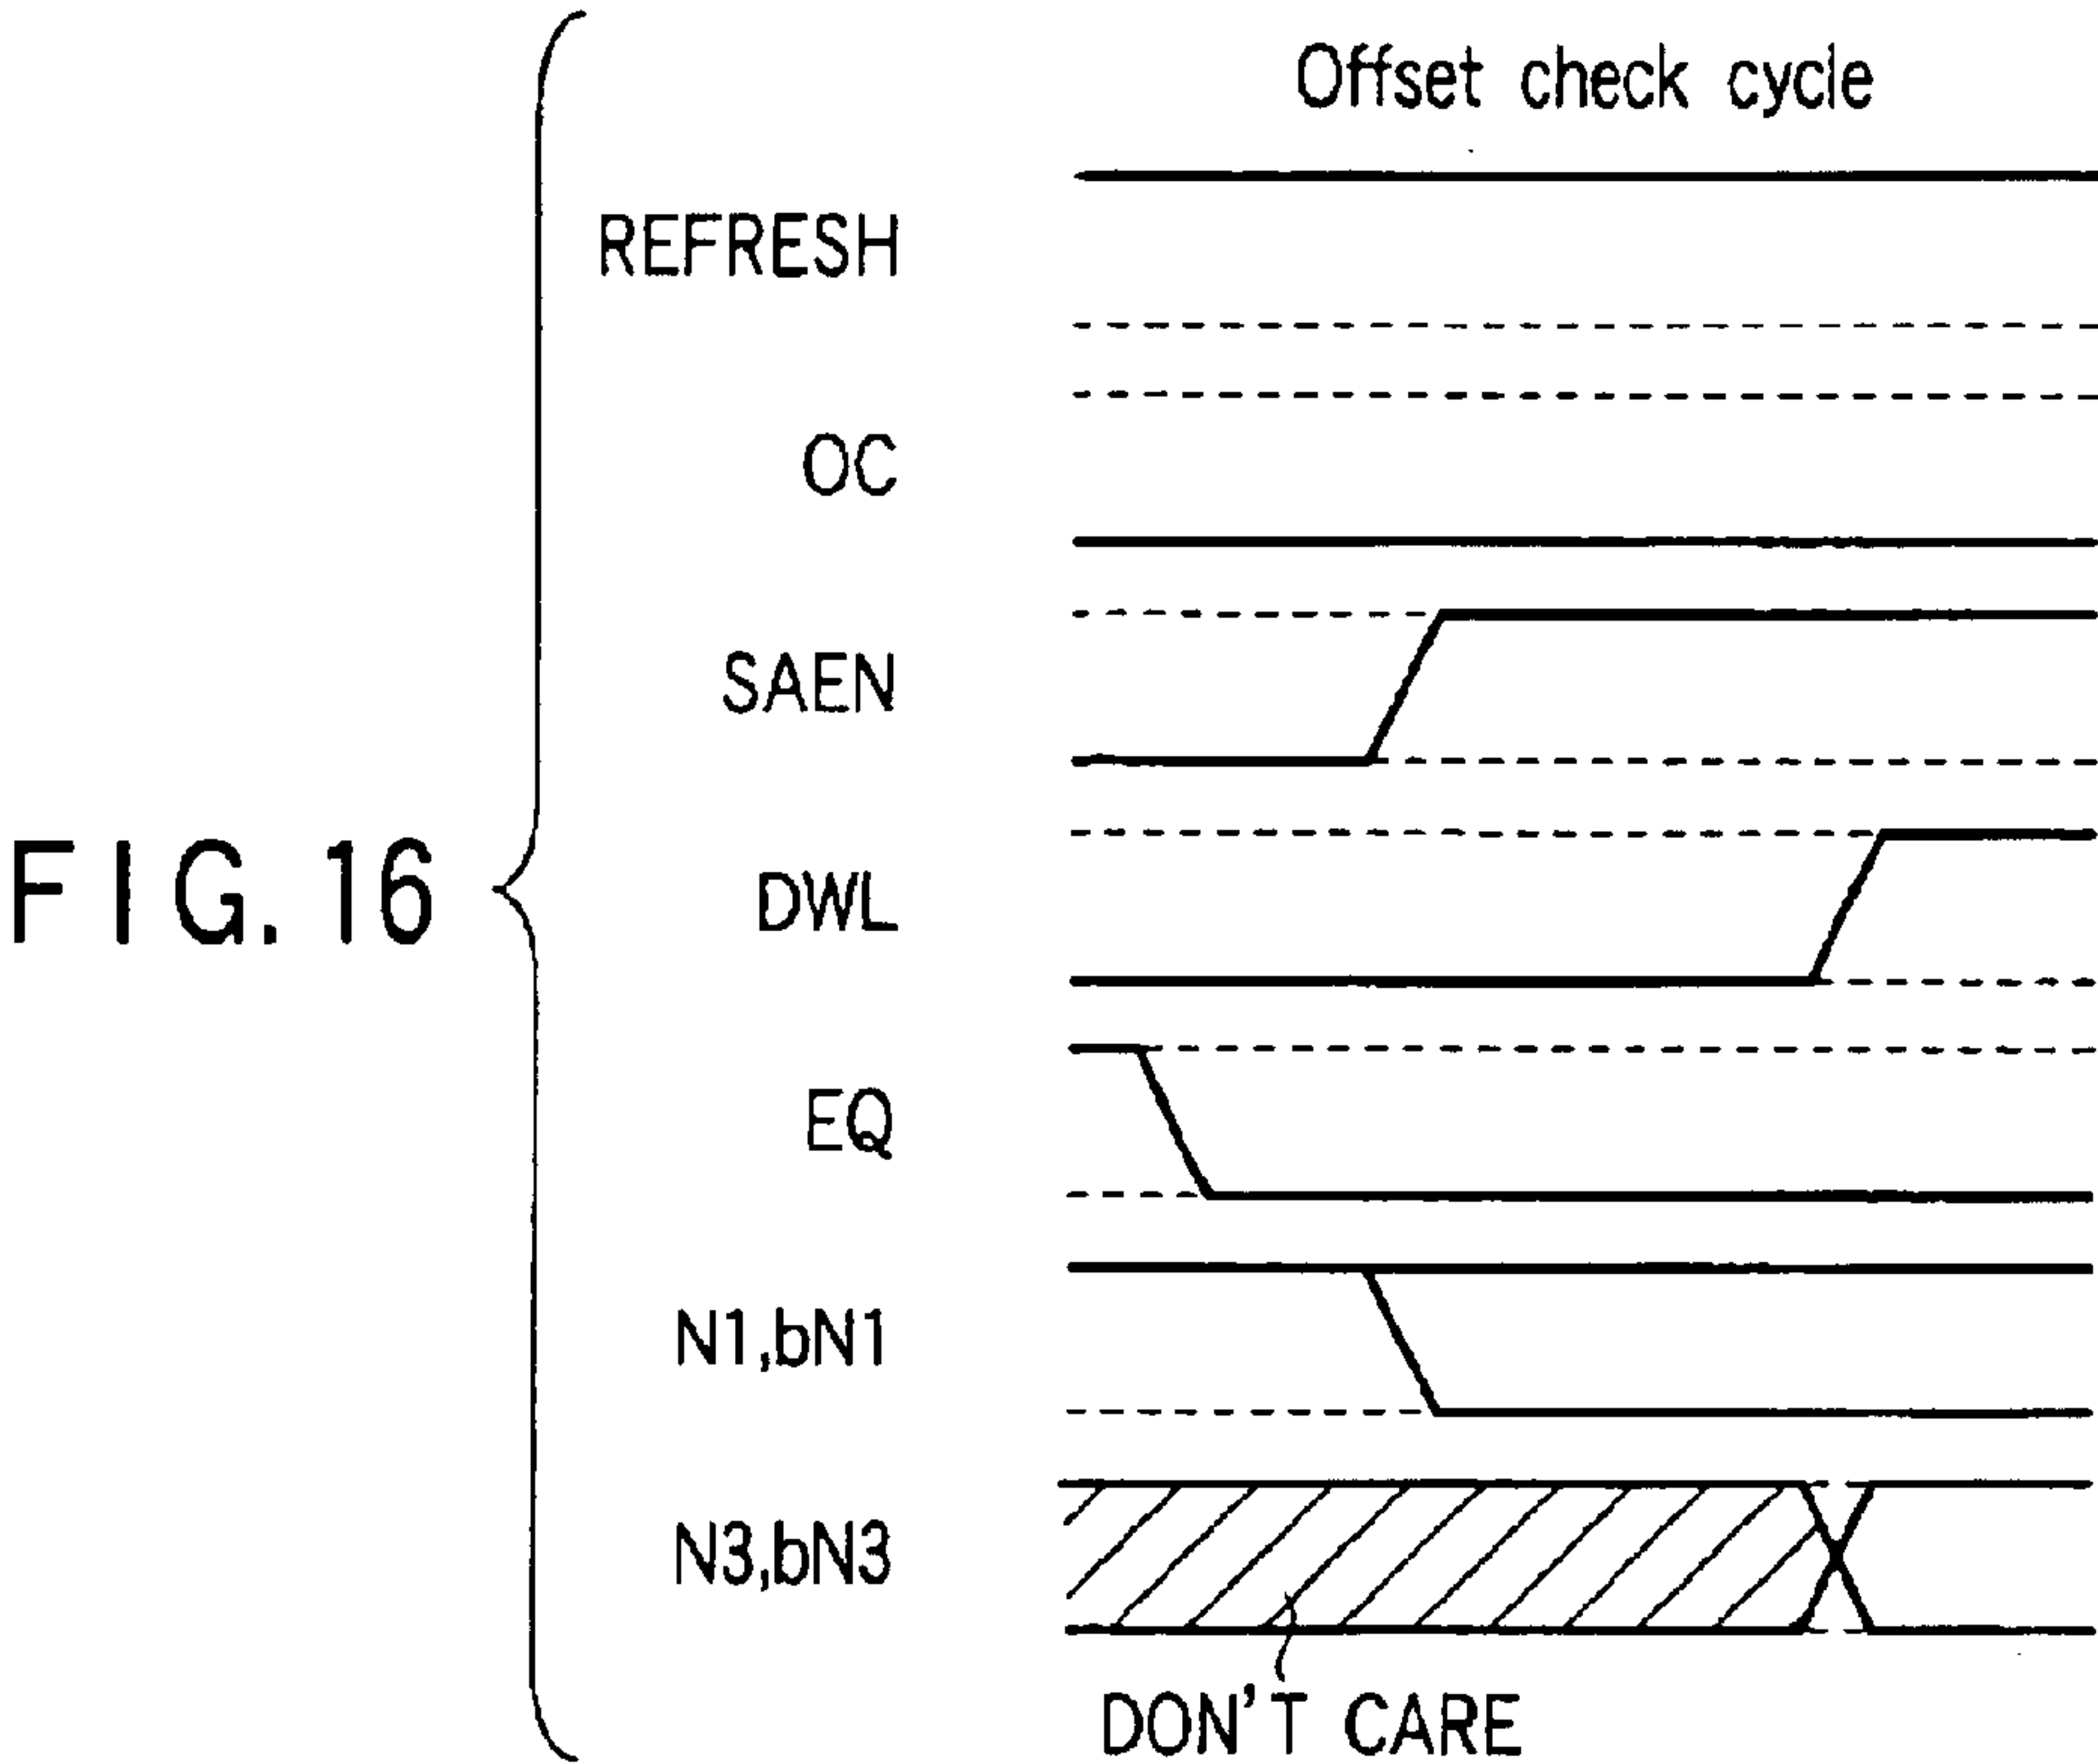 Offset check cycle
REFRESH
OC
SAEN
FIG.16
DWL
EQ
N1,bN1
N3,bN3
DON'T CARE